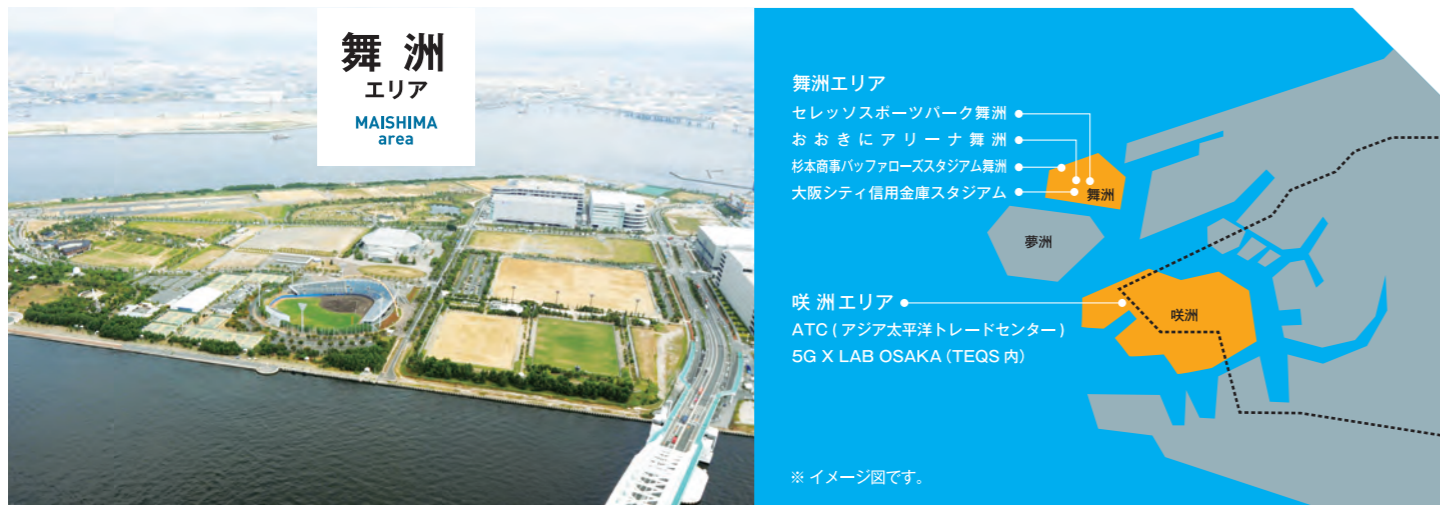 舞洲
エリア
MAISHIMA
area
舞洲エリア
セレッソスポーツパーク舞洲
おおきにアリーナ舞洲
杉本商事バッファローズスタジアム舞洲
大阪シティ信用金庫スタジアム
舞洲
夢洲
咲洲エリア
ATC (アジア太平洋トレードセンター)
5G X LAB OSAKA (TEQS 内)
咲洲
※ イメージ図です。